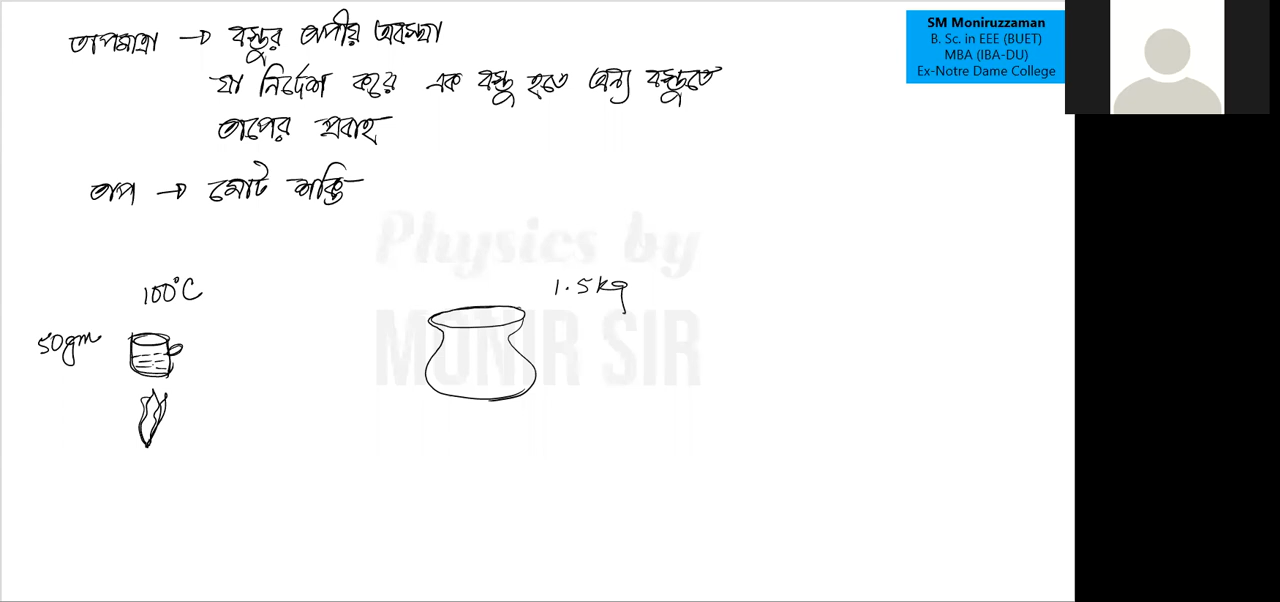 তাপমাত্রা → বস্তুর তাপীয় অবস্থা
যা নির্দেশ করে এক বস্তু হতে অন্য বস্তুতে
তাপের প্রবাহ
তাপ → মোট শক্তি
100°C
1.5kg
50gm
Physics by
MONIR SIR
SM Moniruzzaman
B. Sc. in EEE (BUET)
MBA (IBA-DU)
Ex-Notre Dame College